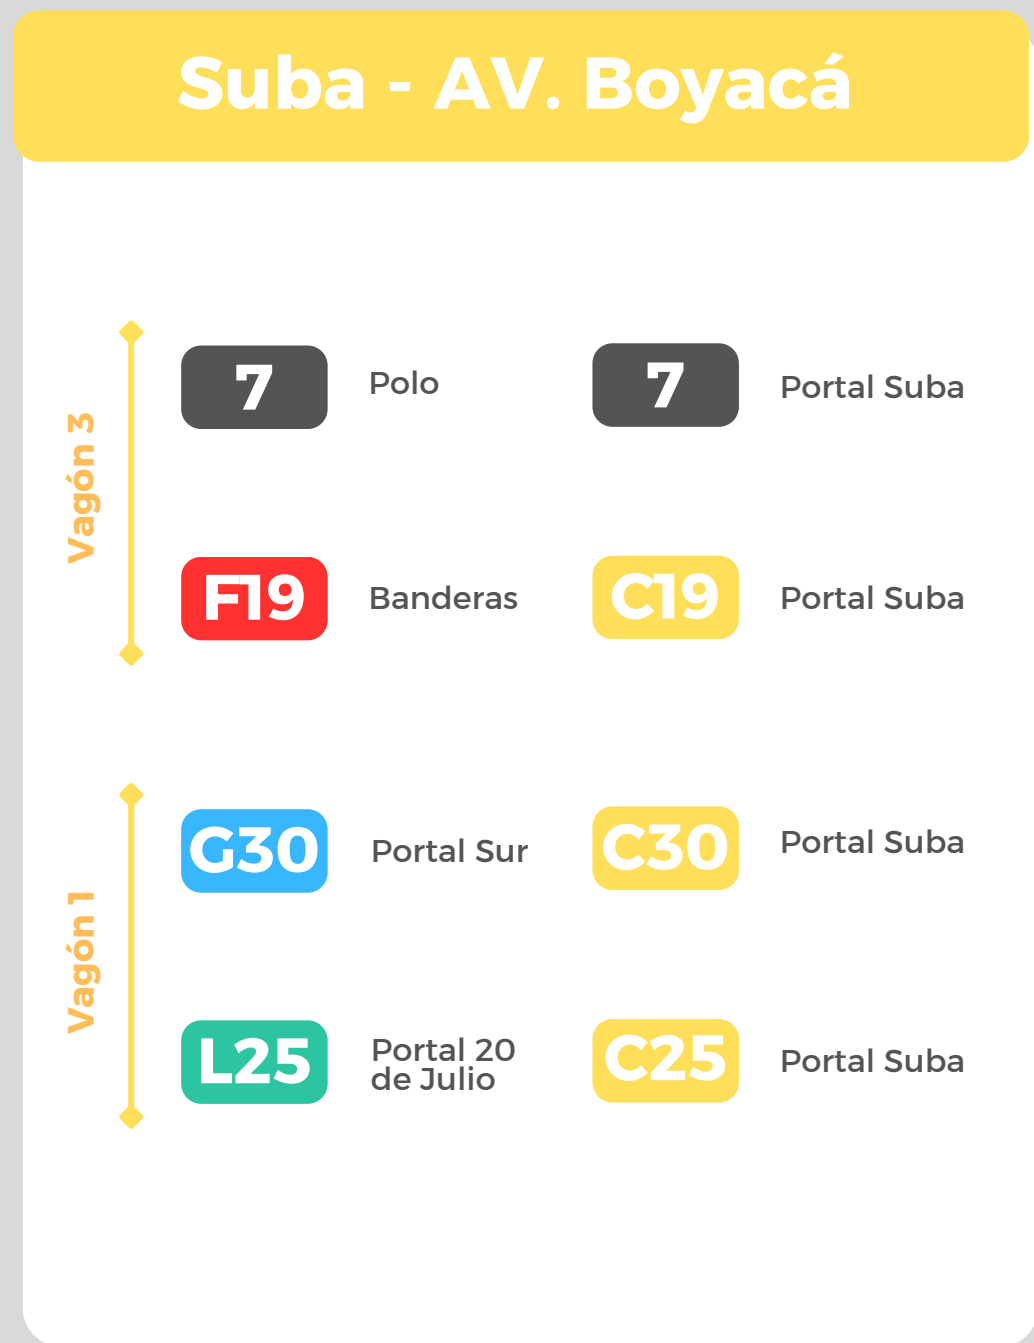 Suba - AV. Boyacá
Vagón 3
7 Polo 7 Portal Suba
F19 Banderas C19 Portal Suba
Vagón 1
G30 Portal Sur C30 Portal Suba
L25 Portal 20
de Julio
C25 Portal Suba